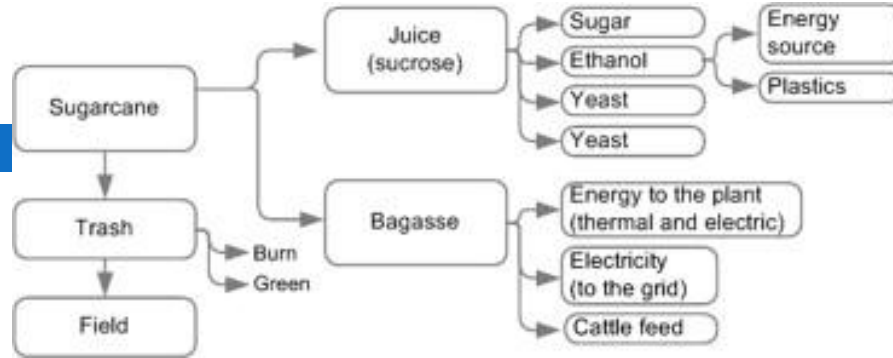 Sugarcane
Trash
Field
Burn
Green
Juice
(sucrose)
Sugar
Ethanol
Yeast
Yeast
Energy
source
Plastics
Bagasse
Energy to the plant
(thermal and electric)
Electricity
(to the grid)
Cattle feed